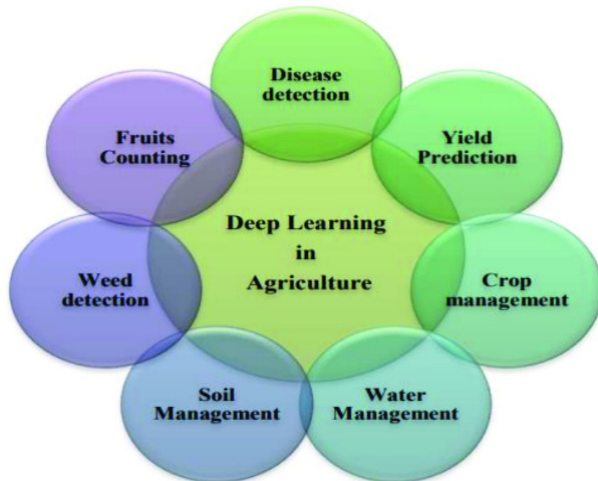 Disease
detection
Yield
Prediction
Crop
management
Water
Management
Soil
Management
Weed
detection
Fruits
Counting
Deep Learning
in
Agriculture